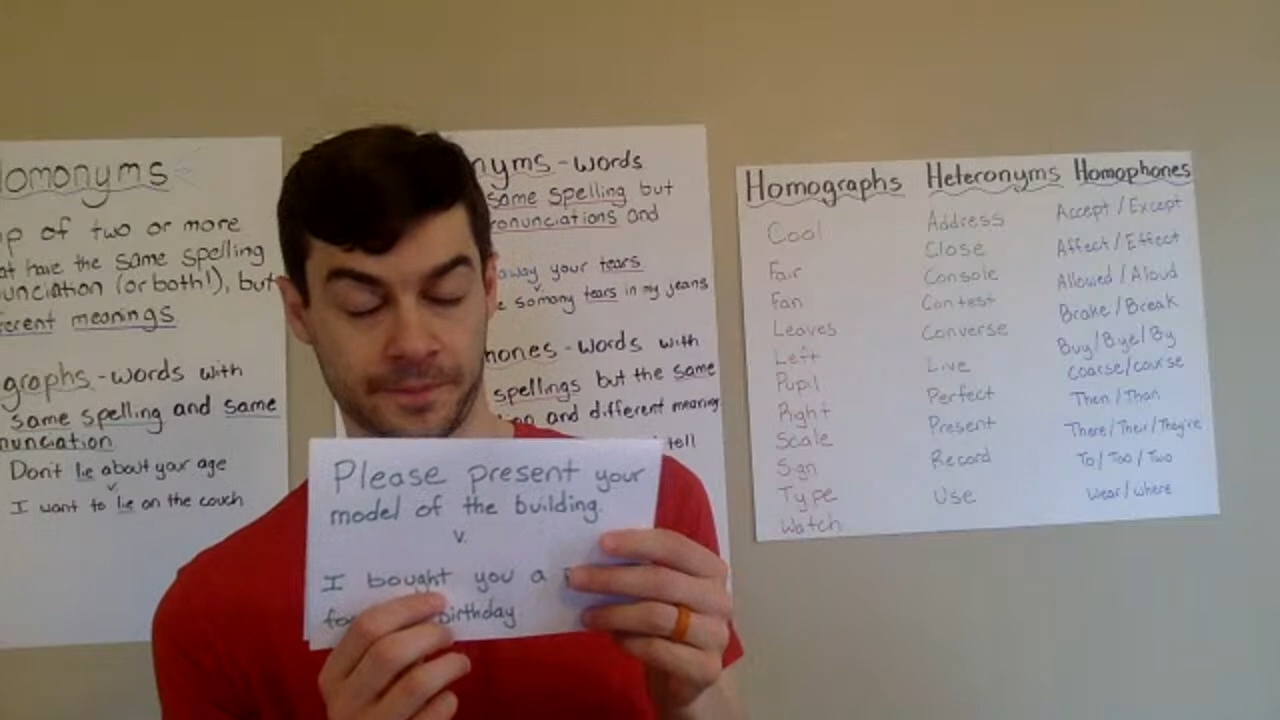 omonyms
p of two or more
at have the same spelling
unciation (or both!), but
erent meanings.
graphs - words with
same spelling and same
nunciation
Don't lie about your age
v.
I want to lie on the couch
nyms - words
same spelling but
ronunciations and
away your tears
v.
e so many tears in my jeans
hones - words with
spellings but the same
and different meaning
tell
Homographs
Cool
Fair
Fan
Leaves
Left
Pupil
Right
Scale
Sign
Type
Watch
Heteronyms
Address
Close
Console
Contest
Converse
Live
Perfect
Present
Record
Use
Homophones
Accept / Except
Affect / Effect
Allowed / Aloud
Brake / Break
Buy / Bye / By
Coarse / course
Then / Than
There / Their / They're
To / Too / Two
Wear / where
Please present your
model of the building.
v.
I bought you a
birthday.